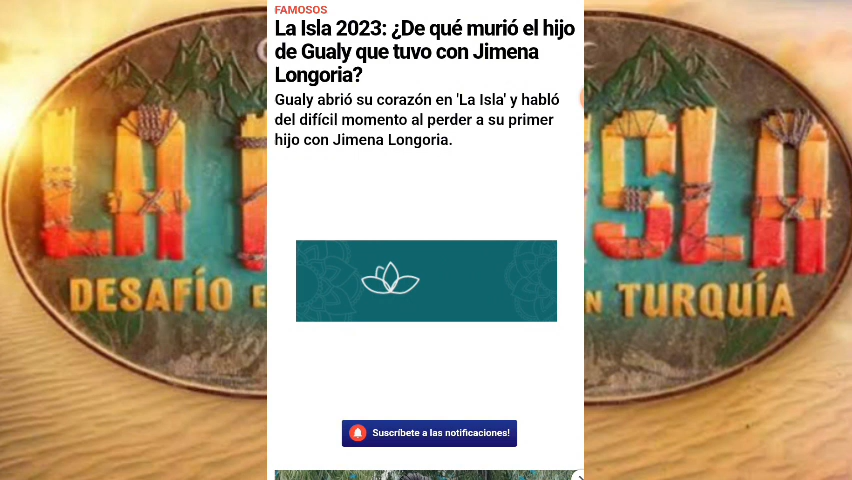 FAMOSOS
La Isla 2023: ¿De qué murió el hijo
de Gualy que tuvo con Jimena
Longoria?
Gualy abrió su corazón en 'La Isla' y habló
del difícil momento al perder a su primer
hijo con Jimena Longoria.
LA
ISLA
DESAFÍO E
N TURQUÍA
Suscríbete a las notificaciones!